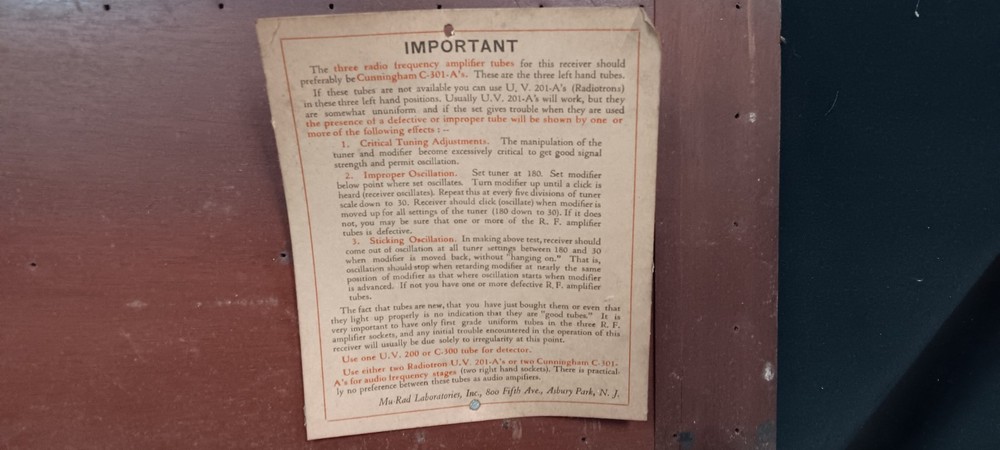 IMPORTANT
The three radio frequency amplifier tubes for this receiver should
preferably be Cunningham C-301-A's. These are the three left hand tubes.
If these tubes are not available you can use U. V. 201-A's (Radiotrons)
in these three left hand positions. Usually U.V. 201-A's will work, but they
are somewhat ununiform and if the set gives trouble when they are used
the presence of a defective or improper tube will be shown by one or
more of the following effects : --
1. Critical Tuning Adjustments. The manipulation of the
tuner and modifier become excessively critical to get good signal
strength and permit oscillation.
2. Improper Oscillation. Set tuner at 180. Set modifier
below point where set oscillates. Turn modifier up until a click is
heard (receiver oscillates). Repeat this at every five divisions of tuner
scale down to 30. Receiver should click (oscillate) when modifier is
moved up for all settings of the tuner (180 down to 30). If it does
not, you may be sure that one or more of the R. F. amplifier
tubes is defective.
3. Sticking Oscillation. In making above test, receiver should
come out of oscillation at all tuner settings between 180 and 30
when modifier is moved back, without "hanging on." That is,
oscillation should stop when retarding modifier at nearly the same
position of modifier as that where oscillation starts when modifier
is advanced. If not you have one or more defective R. F. amplifier
tubes.
The fact that tubes are new, that you have just bought them or even that
they light up properly is no indication that they are "good tubes." It is
very important to have only first grade uniform tubes in the three R. F.
amplifier sockets, and any initial trouble encountered in the operation of this
receiver will usually be due solely to irregularity at this point.
Use one U.V. 200 or C-300 tube for detector.
Use either two Radiotron U.V. 201-A's or two Cunningham C-301-
A's for audio frequency stages (two right hand sockets). There is practical-
ly no preference between these tubes as audio ampifiers.
Mu-Rad Laboratories, Inc., 800 Fifth Ave., Asbury Park, N. J.